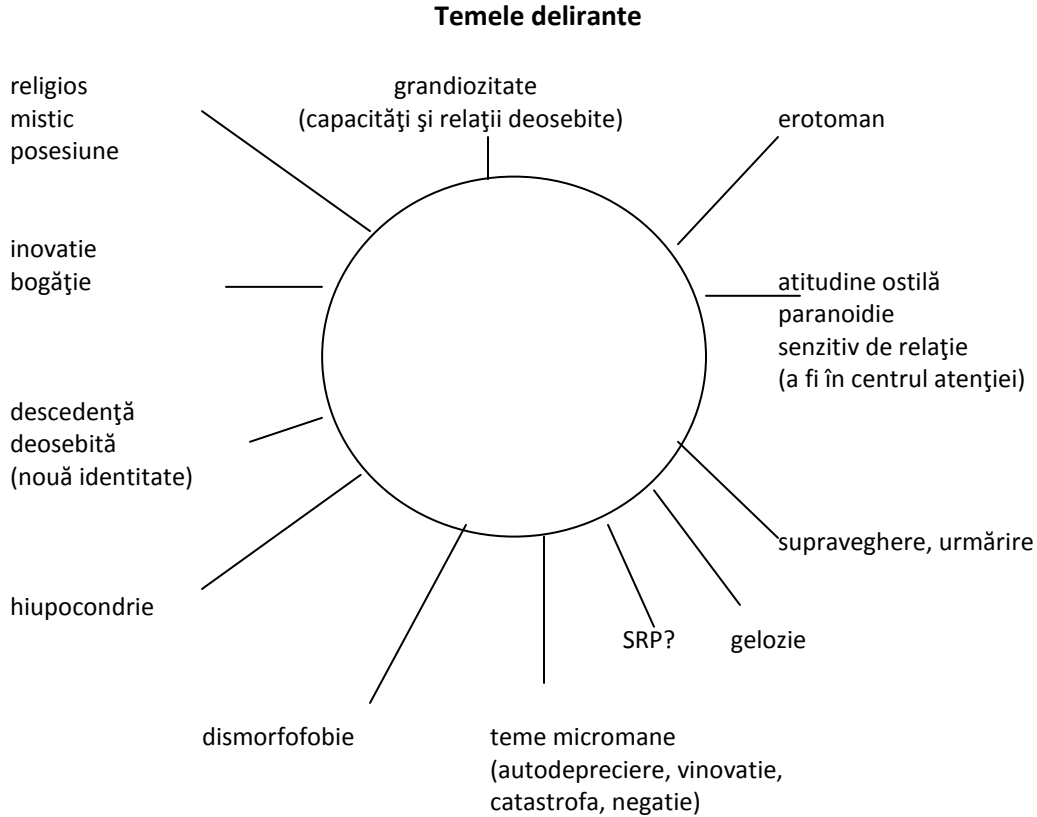 Temele delirante
religios
mistic
posesiune
grandiozitate
(capacităţi şi relaţii deosebite)
erotoman
inovatie
bogăţie
atitudine ostilă
paranoidie
senzitiv de relaţie
(a fi în centrul atenţiei)
descedenţă
deosebită
(nouă identitate)
supraveghere, urmărire
hiupocondrie
SRP?
gelozie
dismorfofobie
teme micromane
(autodepreciere, vinovatie,
catastrofa, negatie)